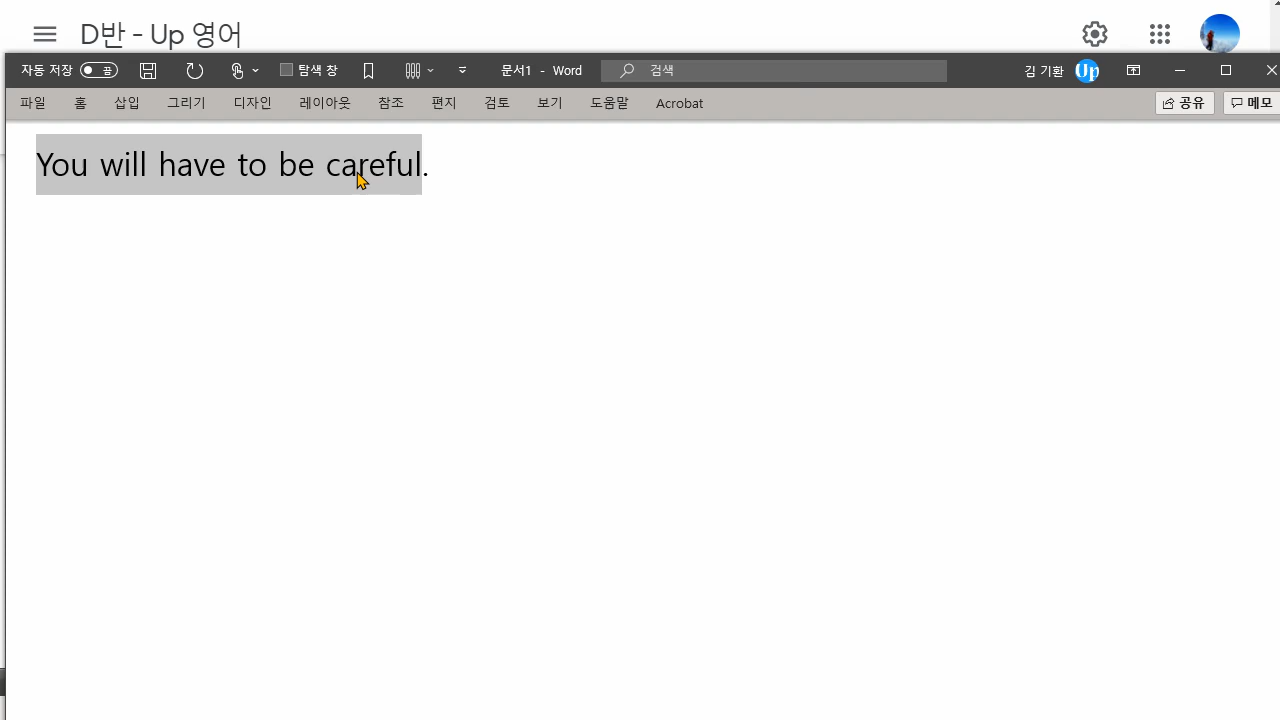 D반 - Up 영어
자동 저장 끔 탐색 창 문서1 - Word 검색 김 기환 Up
파일 홈 삽입 그리기 디자인 레이아웃 참조 편지 검토 보기 도움말 Acrobat 공유 메모
You will have to be careful.